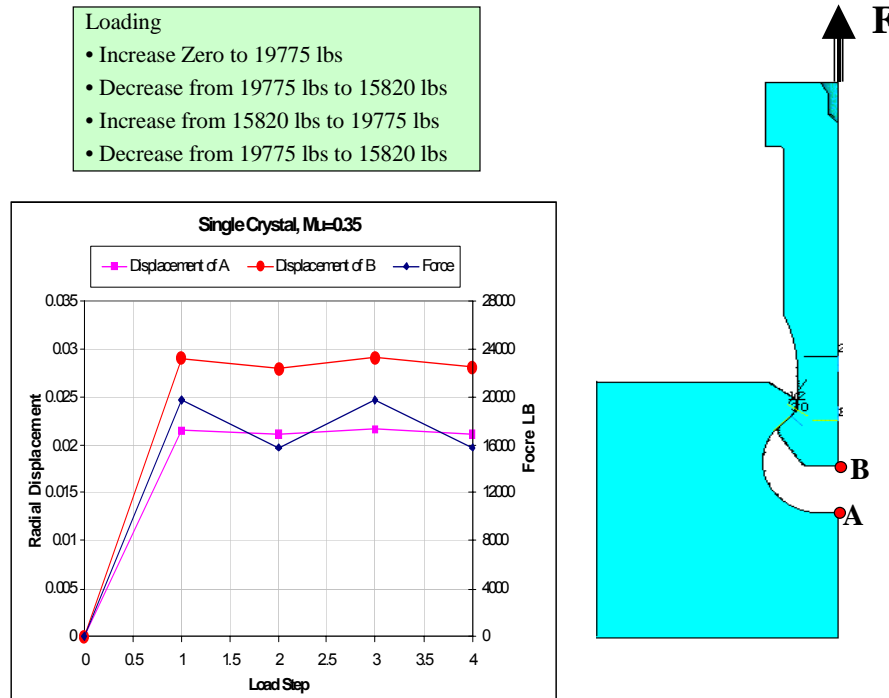 Loading
• Increase Zero to 19775 lbs
• Decrease from 19775 lbs to 15820 lbs
• Increase from 15820 lbs to 19775 lbs
• Decrease from 19775 lbs to 15820 lbs
F
Single Crystal, Mu=0.35
Displacement of A Displacement of B Force
0.035
0.03
0.025
0.02
0.015
0.01
0.005
0
28000
24000
20000
16000
12000
8000
4000
0
0 0.5 1 1.5 2 2.5 3 3.5 4
Radial Displacement
Focre LB
Load Step
B
A